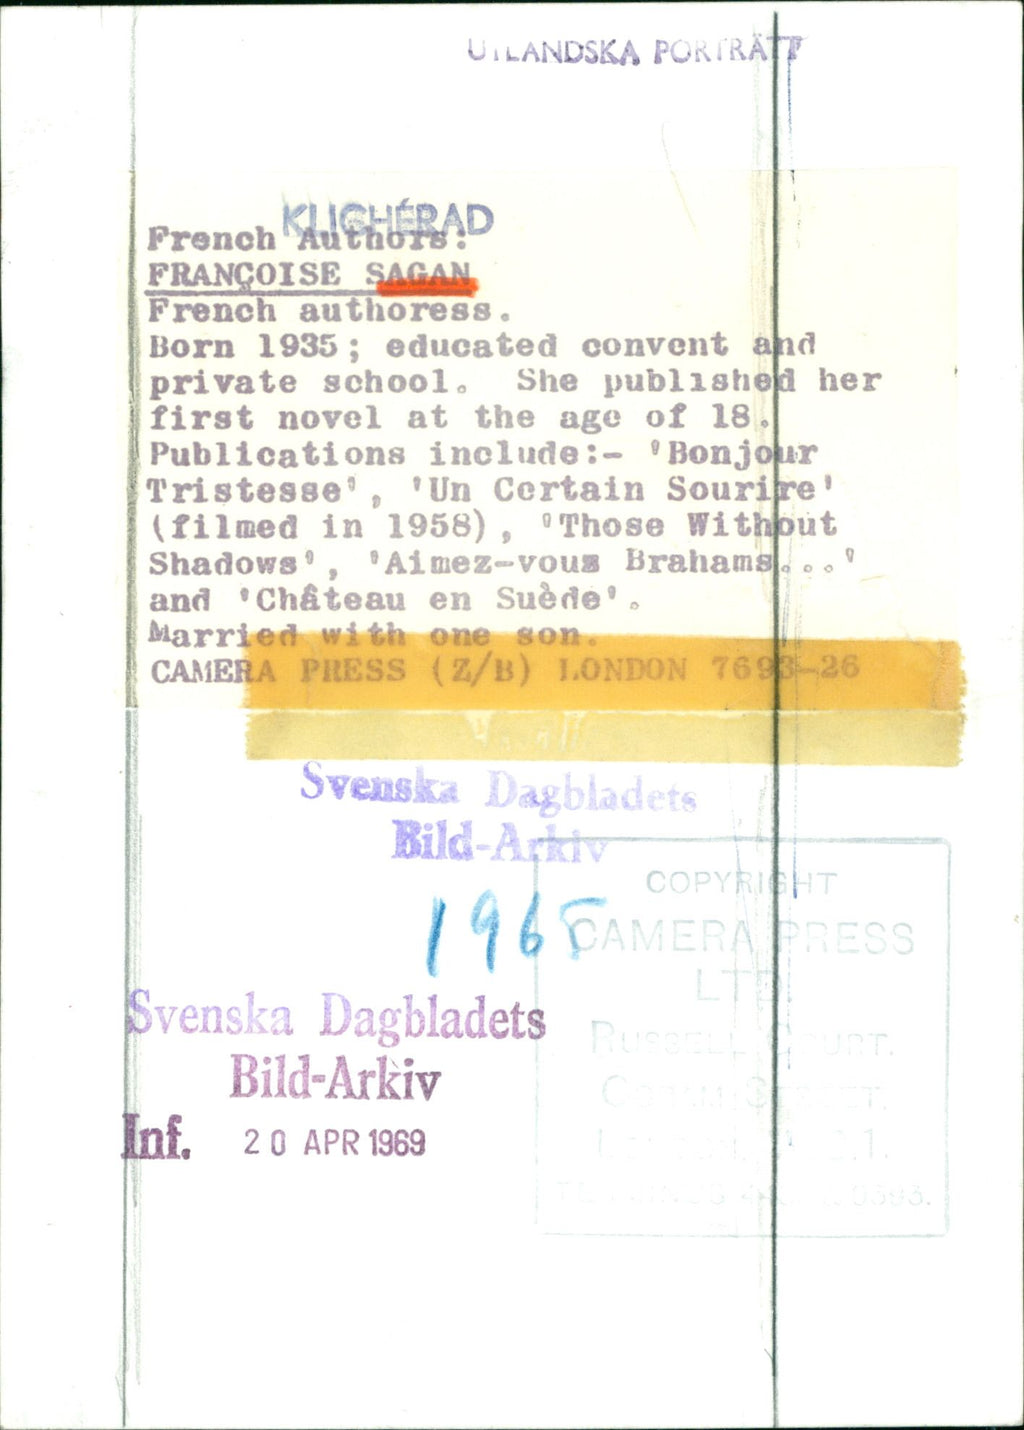 UTLANDSKA PORTRÄTT
KLICHÉRAD
French Authors:
FRANÇOISE SAGAN
French authoress.
Born 1935; educated convent and
private school. She published her
first novel at the age of 18.
Publications include:- 'Bonjour
Tristesse', 'Un Certain Sourire'
(filmed in 1958), 'Those Without
Shadows', 'Aimez-vous Brahams...'
and 'Château en Suède'.
Married with one son.
CAMERA PRESS (Z/B) LONDON 7693-26
Svenska Dagbladets
Bild-Arkiv
1965
COPYRIGHT
CAMERA PRESS
LTD.
RUSSELL COURT.
Svenska Dagbladets
Bild-Arkiv
Inf. 20 APR 1969